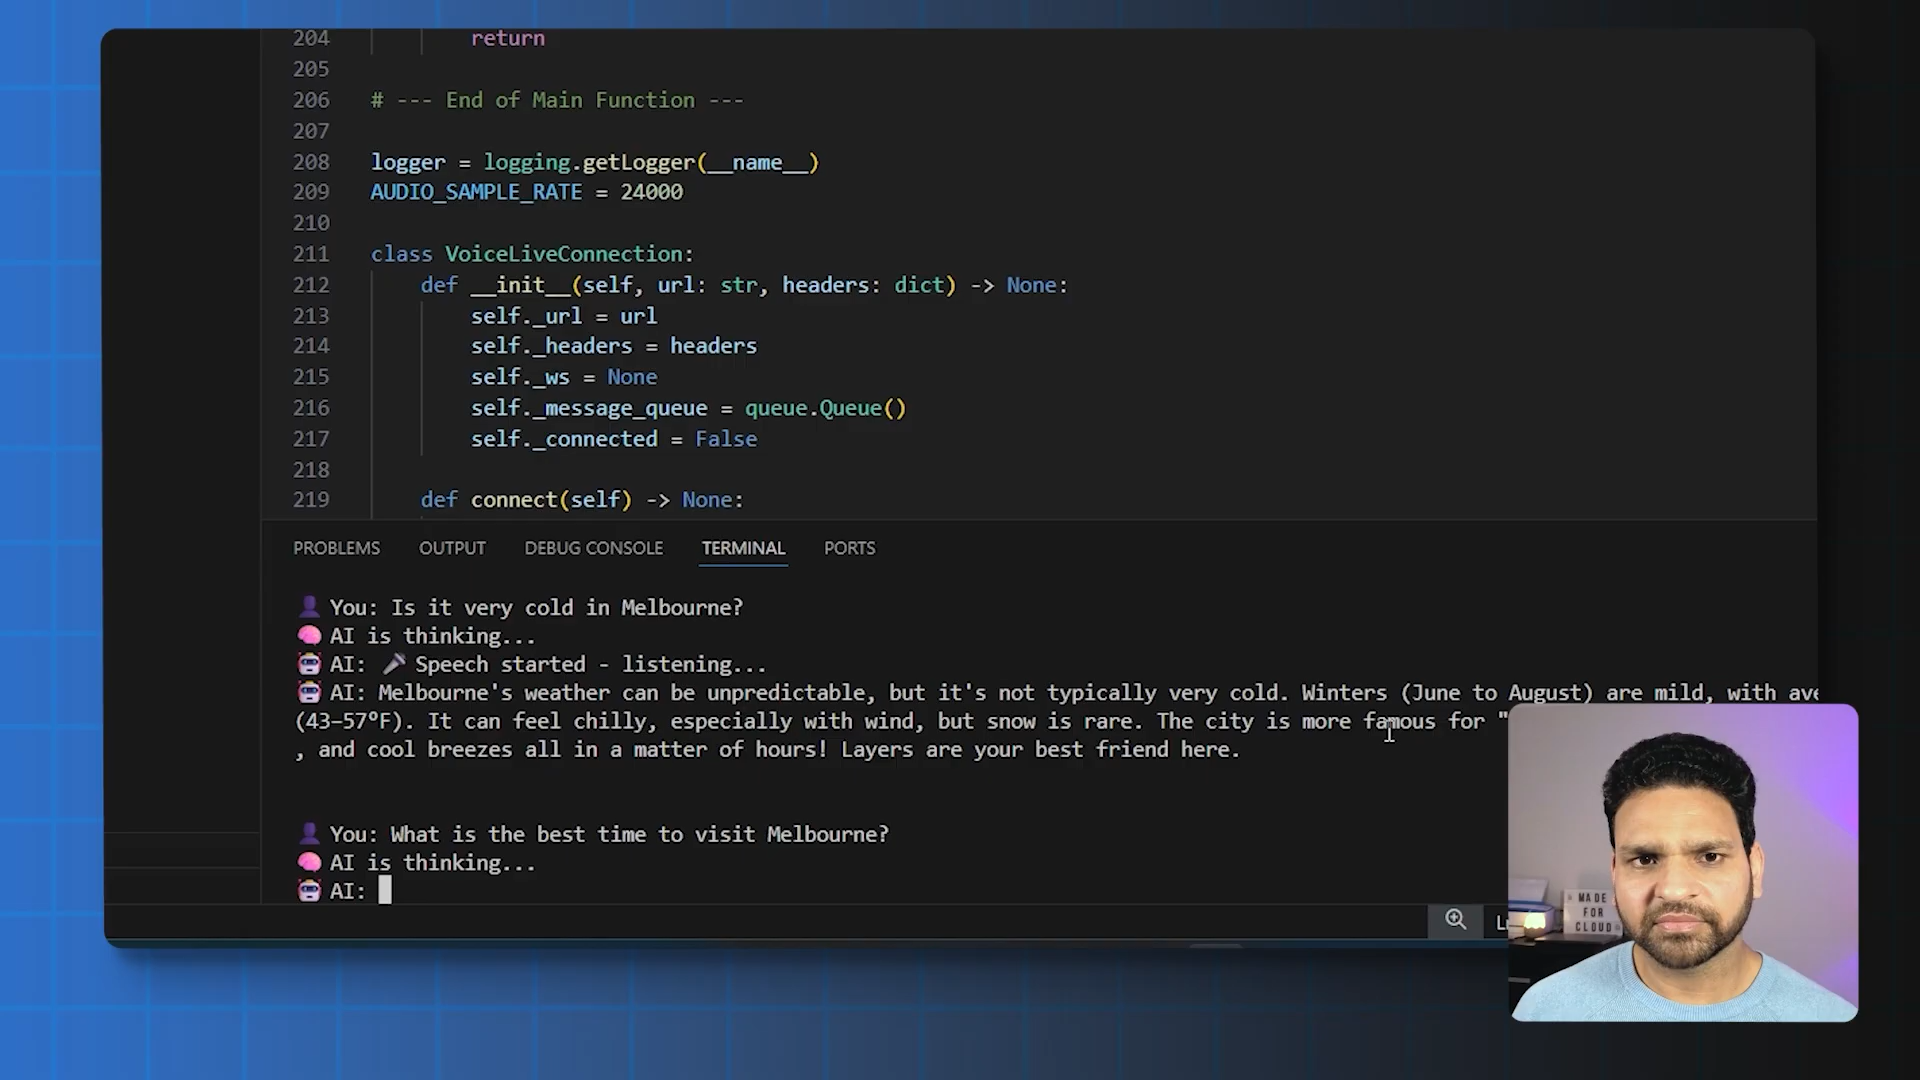 204 return
205
206 # --- End of Main Function ---
207
208 logger = logging.getLogger(__name__)
209 AUDIO_SAMPLE_RATE = 24000
210
211 class VoiceLiveConnection:
212 def __init__(self, url: str, headers: dict) -> None:
213 self._url = url
214 self._headers = headers
215 self._ws = None
216 self._message_queue = queue.Queue()
217 self._connected = False
218
219 def connect(self) -> None:
PROBLEMS OUTPUT DEBUG CONSOLE TERMINAL PORTS
You: Is it very cold in Melbourne?
AI is thinking...
AI: Speech started - listening...
AI: Melbourne's weather can be unpredictable, but it's not typically very cold. Winters (June to August) are mild, with ave
(43–57°F). It can feel chilly, especially with wind, but snow is rare. The city is more famous for "
, and cool breezes all in a matter of hours! Layers are your best friend here.
You: What is the best time to visit Melbourne?
AI is thinking...
AI:
MADE
FOR
CLOUD